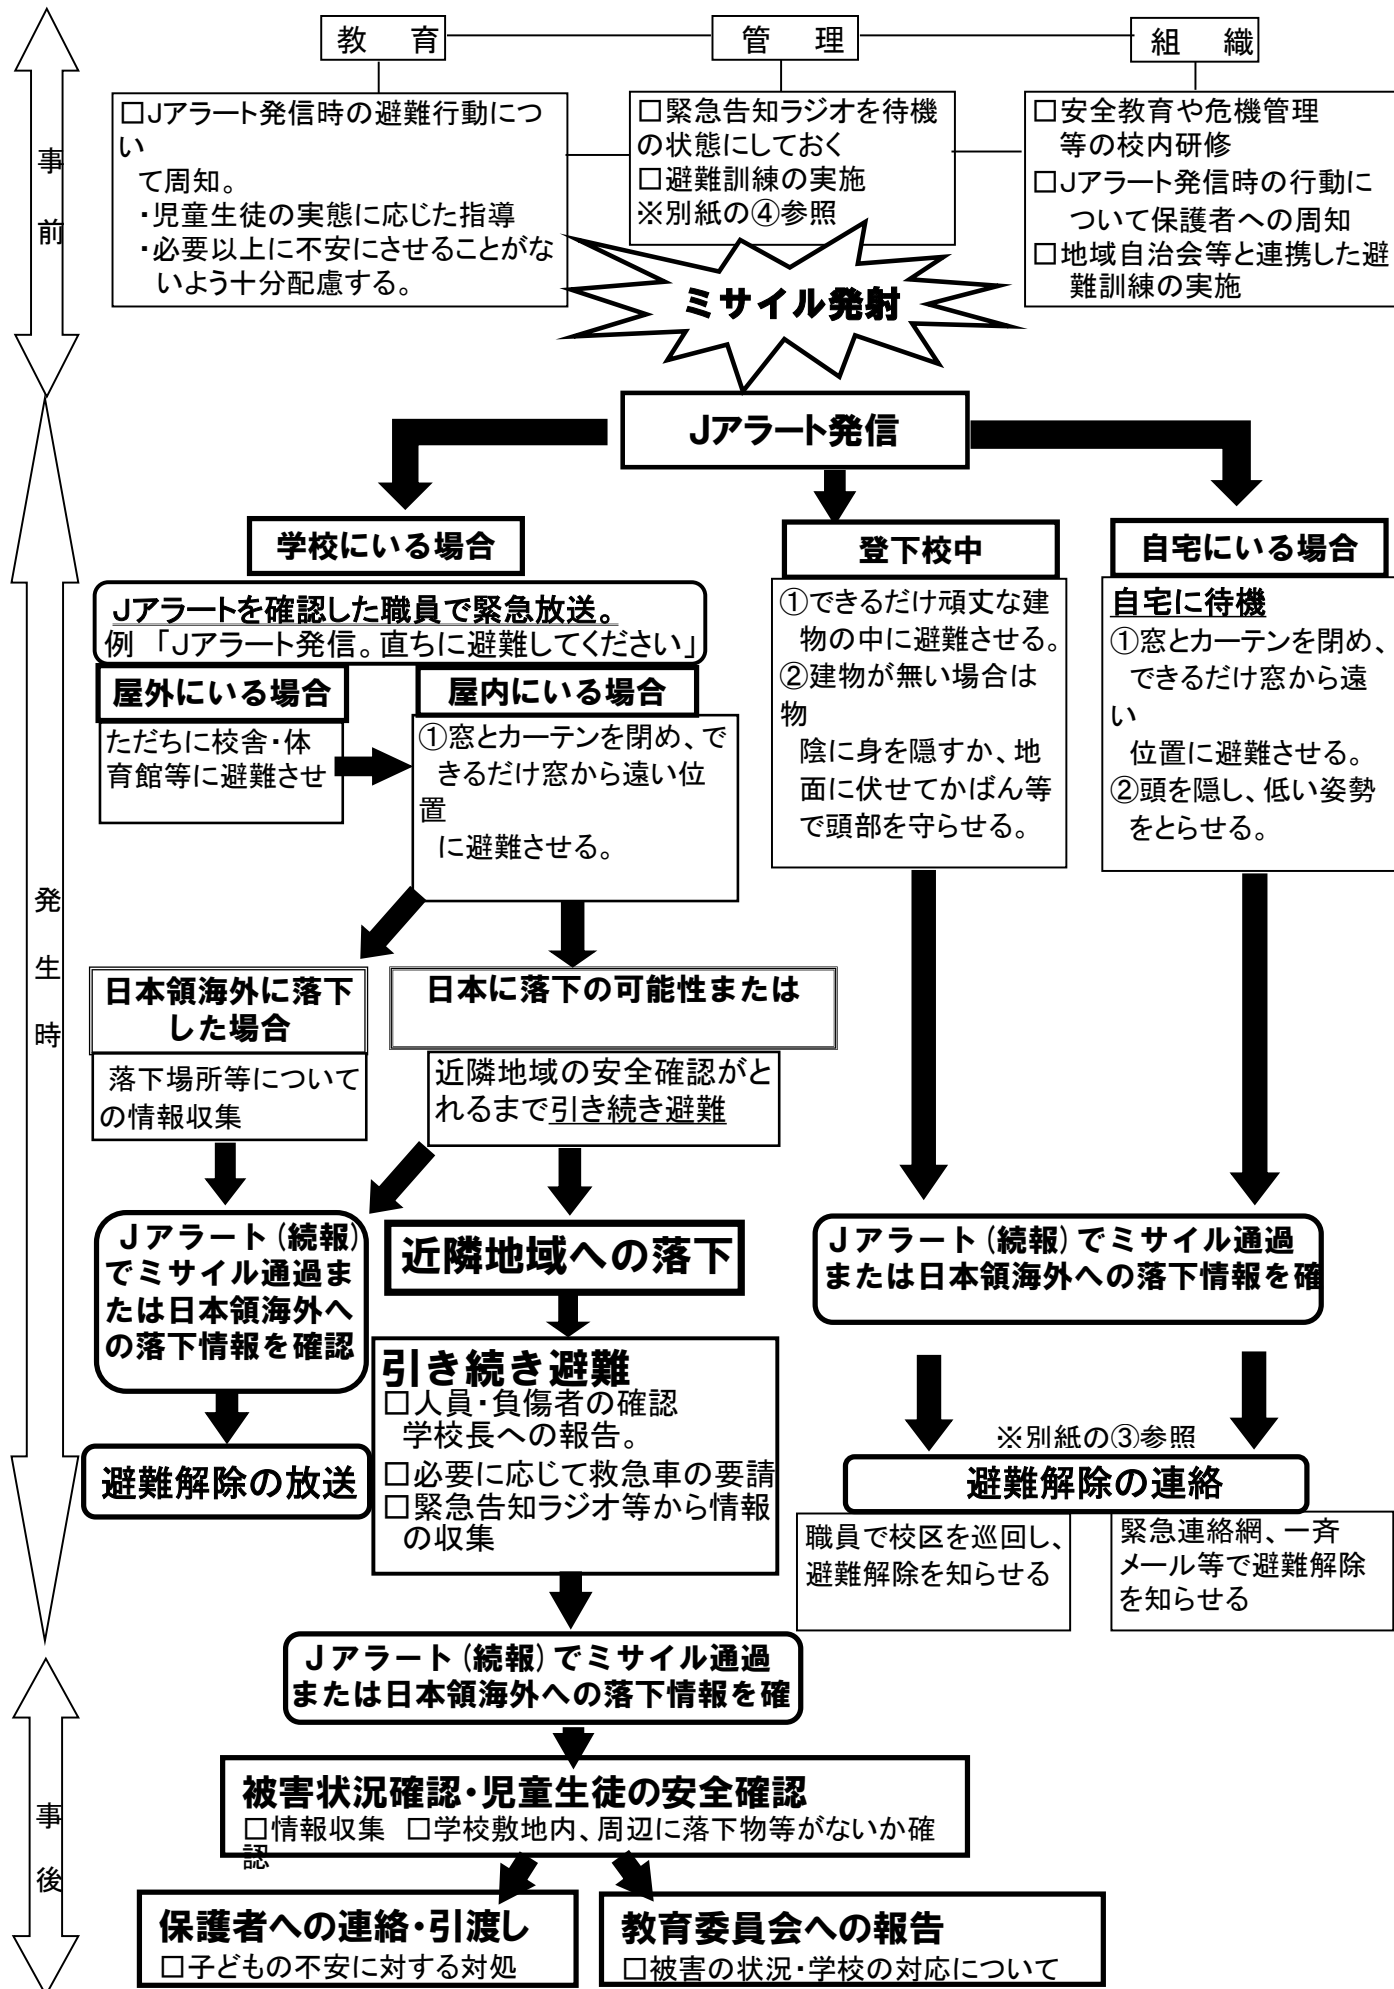 教　育
管　理
組　織
事
前
□Jアラート発信時の避難行動につ
い
て周知。
・児童生徒の実態に応じた指導
・必要以上に不安にさせることがな
いよう十分配慮する。
□緊急告知ラジオを待機
の状態にしておく
□避難訓練の実施
※別紙の④参照
□安全教育や危機管理
等の校内研修
□Jアラート発信時の行動に
ついて保護者への周知
□地域自治会等と連携した避
難訓練の実施
ミサイル発射
Jアラート発信
発
生
時
学校にいる場合
Jアラートを確認した職員で緊急放送。
例　「Jアラート発信。直ちに避難してください」
屋外にいる場合
ただちに校舎・体
育館等に避難させ
屋内にいる場合
①窓とカーテンを閉め、で
きるだけ窓から遠い位
置
に避難させる。
登下校中
①できるだけ頑丈な建
物の中に避難させる。
②建物が無い場合は
物
陰に身を隠すか、地
面に伏せてかばん等
で頭部を守らせる。
自宅にいる場合
自宅に待機
①窓とカーテンを閉め、
できるだけ窓から遠
い
位置に避難させる。
②頭を隠し、低い姿勢
をとらせる。
日本領海外に落下
した場合
落下場所等について
の情報収集
日本に落下の可能性または
近隣地域の安全確認がと
れるまで引き続き避難
Jアラート（続報）
でミサイル通過ま
たは日本領海外へ
の落下情報を確認
避難解除の放送
近隣地域への落下
引き続き避難
□人員・負傷者の確認
学校長への報告。
□必要に応じて救急車の要請
□緊急告知ラジオ等から情報
の収集
Jアラート（続報）でミサイル通過
または日本領海外への落下情報を確
※別紙の③参照
避難解除の連絡
職員で校区を巡回し、
避難解除を知らせる
緊急連絡網、一斉
メール等で避難解除
を知らせる
事
後
Jアラート（続報）でミサイル通過
または日本領海外への落下情報を確
被害状況確認・児童生徒の安全確認
□情報収集　□学校敷地内、周辺に落下物等がないか確
認
保護者への連絡・引渡し
□子どもの不安に対する対処
教育委員会への報告
□被害の状況・学校の対応について